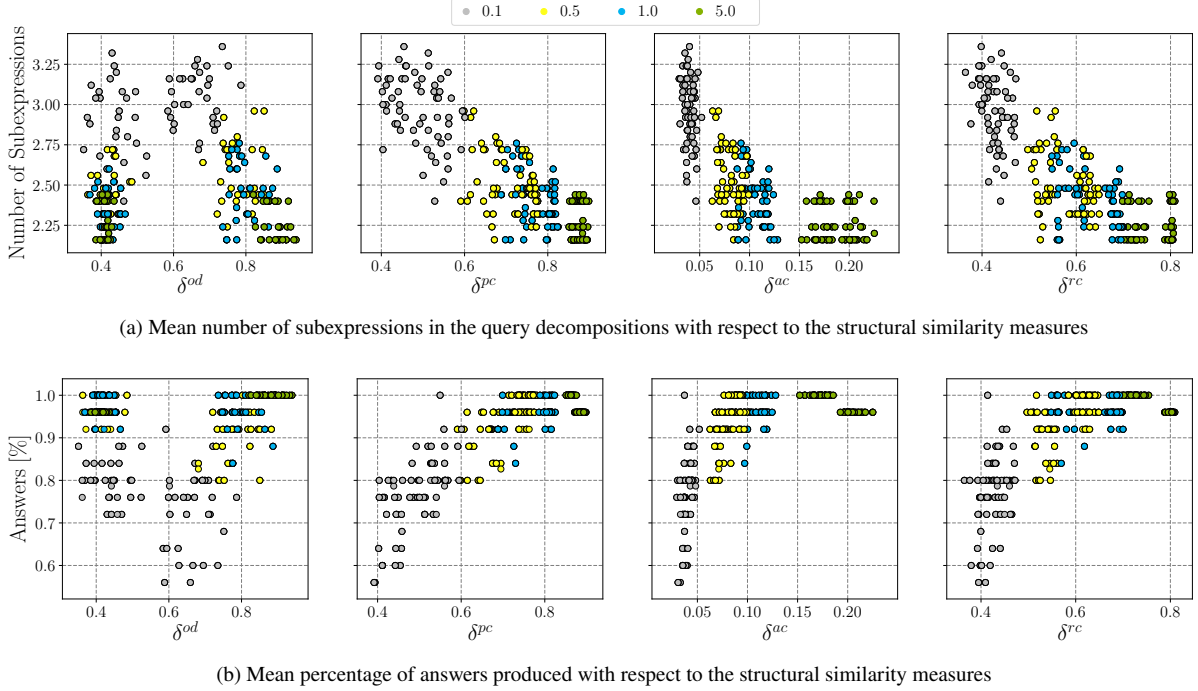 0.1 0.5 1.0 5.0
Number of Subexpressions
3.25
3.00
2.75
2.50
2.25
0.4 0.6 0.8
δ^od
0.4 0.6 0.8
δ^pc
0.05 0.10 0.15 0.20
δ^ac
0.4 0.6 0.8
δ^rc
(a) Mean number of subexpressions in the query decompositions with respect to the structural similarity measures
Answers [%]
1.0
0.9
0.8
0.7
0.6
0.4 0.6 0.8
δ^od
0.4 0.6 0.8
δ^pc
0.05 0.10 0.15 0.20
δ^ac
0.4 0.6 0.8
δ^rc
(b) Mean percentage of answers produced with respect to the structural similarity measures